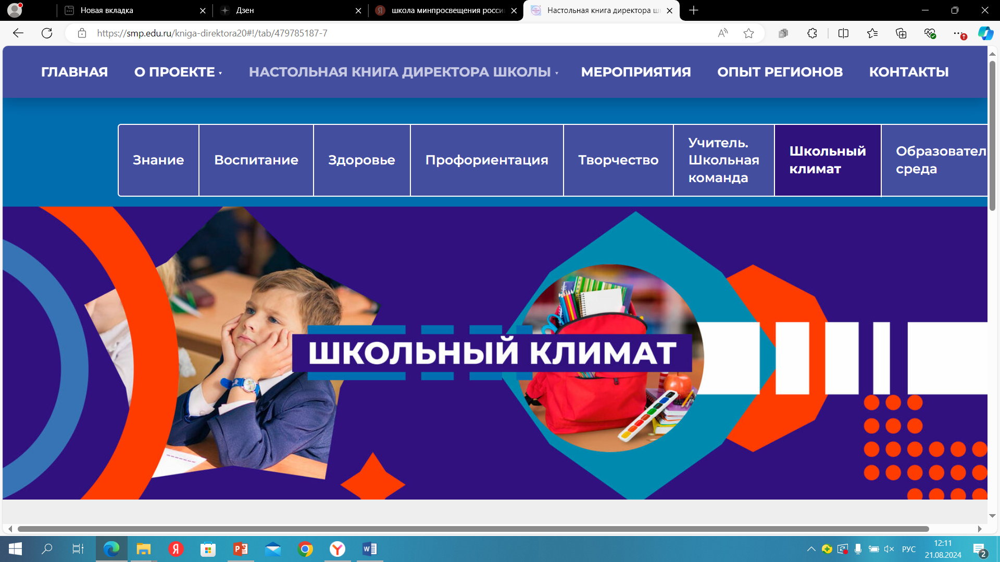 Новая вкладка
Дзен
школа минпросвещения росси
Настольная книга директора ш
https://smp.edu.ru/kniga-direktora20#!/tab/479785187-7
ГЛАВНАЯ О ПРОЕКТЕ НАСТОЛЬНАЯ КНИГА ДИРЕКТОРА ШКОЛЫ МЕРОПРИЯТИЯ ОПЫТ РЕГИОНОВ КОНТАКТЫ
Знание
Воспитание
Здоровье
Профориентация
Творчество
Учитель.
Школьная
команда
Школьный
климат
Образовател
среда
ШКОЛЬНЫЙ КЛИМАТ
РУС
12:11
21.08.2024
2